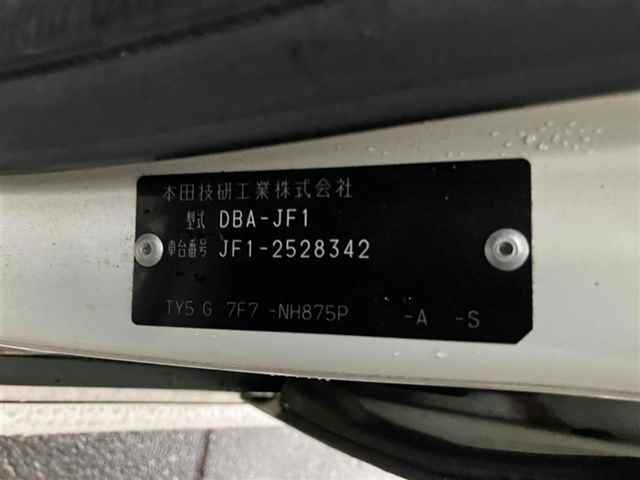 本田技研工業株式会社
型式 DBA-JF1
車台番号 JF1-2528342
TY5 G 7F7 -NH875P -A -S